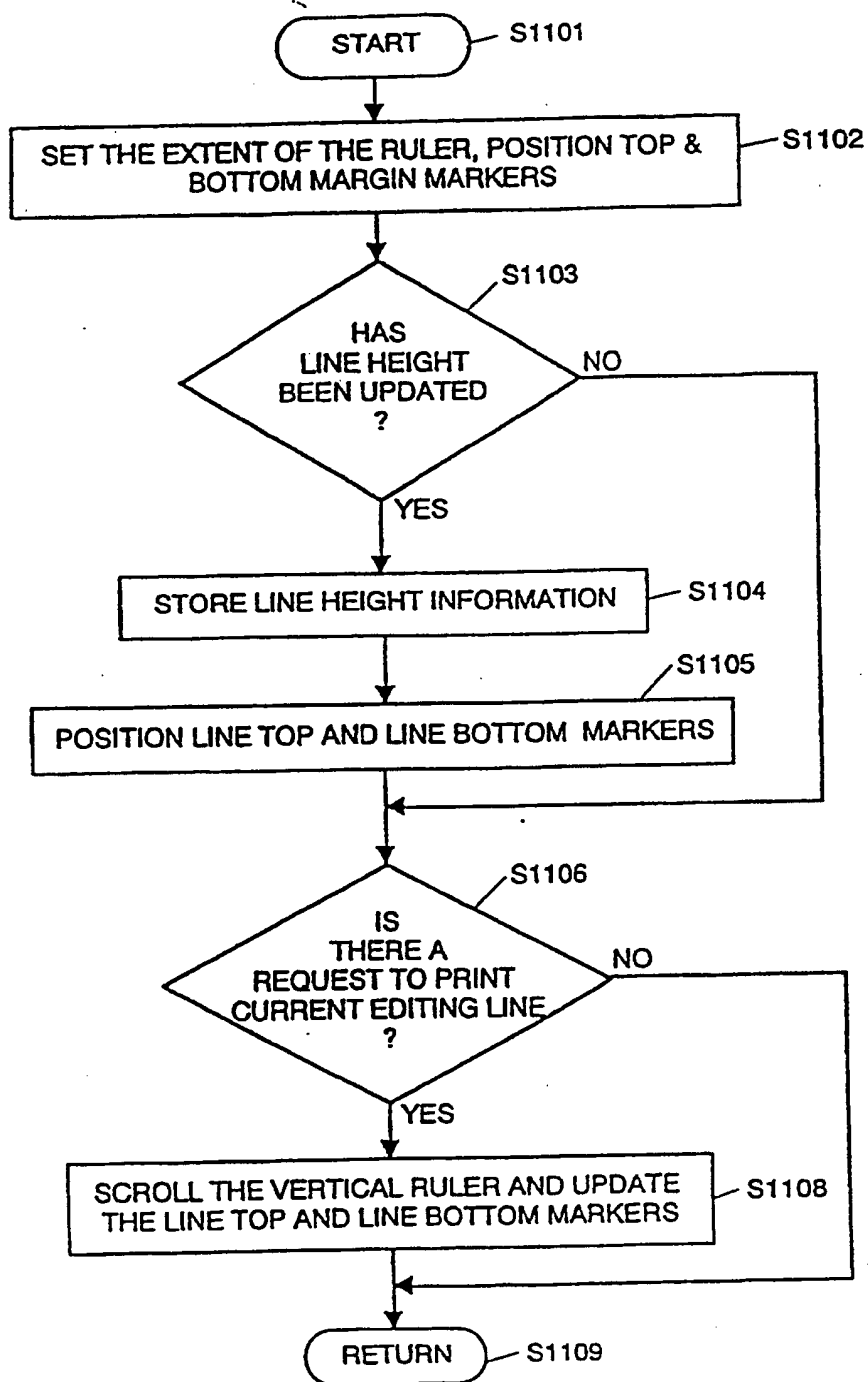 START
S1101
SET THE EXTENT OF THE RULER, POSITION TOP &
BOTTOM MARGIN MARKERS
S1102
S1103
HAS
LINE HEIGHT
BEEN UPDATED
?
NO
YES
STORE LINE HEIGHT INFORMATION
S1104
S1105
POSITION LINE TOP AND LINE BOTTOM MARKERS
S1106
IS
THERE A
REQUEST TO PRINT
CURRENT EDITING LINE
?
NO
YES
SCROLL THE VERTICAL RULER AND UPDATE
THE LINE TOP AND LINE BOTTOM MARKERS
S1108
RETURN
S1109